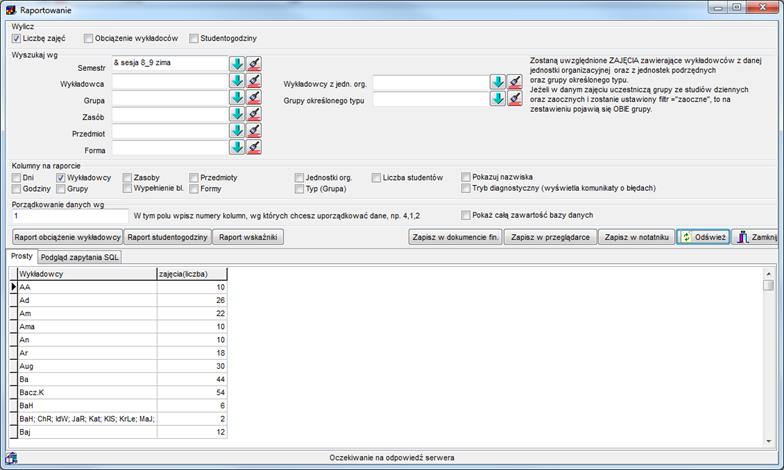 Raportowanie
Wylicz
Liczbę zajęć Obciążenie wykładoców Studentogodziny
Wyszukaj wg
Semestr & sesja 8_9 zima
Wykładowca
Grupa
Zasób
Przedmiot
Forma
Wykładowcy z jedn. org.
Grupy określonego typu
Zostaną uwzględnione ZAJĘCIA zawierające wykładowców z danej
jednostki organizacyjnej oraz z jednostek podrzędnych
oraz grupy określonego typu.
Jeżeli w danym zajęciu uczestniczą grupy ze studiów dziennych
oraz zaocznych i zostanie ustawiony filtr ="zaoczne", to na
zestawieniu pojawią się OBIE grupy.
Kolumny na raporcie
Dni Wykładowcy Zasoby Przedmioty Jednostki org. Liczba studentów Pokazuj nazwiska
Godziny Grupy Wypełnienie bl. Formy Typ (Grupa) Tryb diagnostyczny (wyświetla komunikaty o błędach)
Porządkowanie danych wg
1 W tym polu wpisz numery kolumn, wg których chcesz uporządkować dane, np. 4,1,2 Pokaż całą zawartość bazy danych
Raport obciążenie wykładowcy Raport studentogodziny Raport wskaźniki Zapisz w dokumencie fin. Zapisz w przeglądarce Zapisz w notatniku Odśwież Zamknij
Prosty Podgląd zapytania SQL
Wykładowcy zajęcia(liczba)
AA 10
Ad 26
Am 22
Ama 10
An 10
Ar 18
Aug 30
Ba 44
Bacz.K 54
BaH 6
BaH; ChR; IdW; JaR; Kat; KlS; KrLe; MaJ; 2
Baj 12
Oczekiwanie na odpowiedź serwera